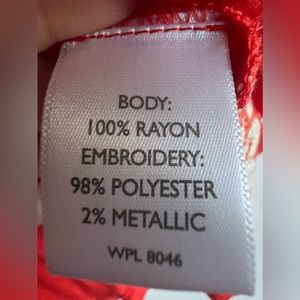 BODY:
100% RAYON
EMBROIDERY:
98% POLYESTER
2% METALLIC
WPL 8046